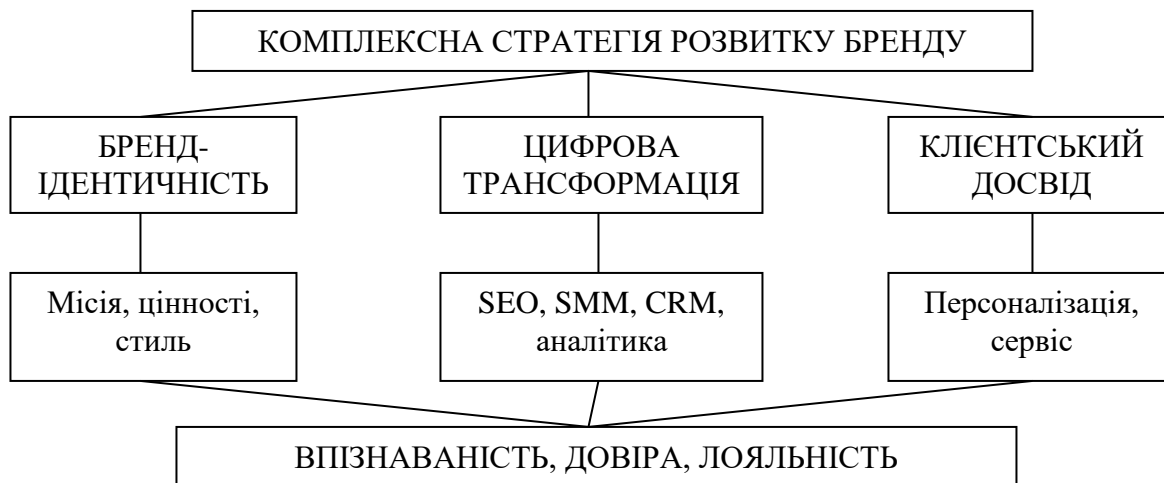 КОМПЛЕКСНА СТРАТЕГІЯ РОЗВИТКУ БРЕНДУ
БРЕНД-
ІДЕНТИЧНІСТЬ
ЦИФРОВА
ТРАНСФОРМАЦІЯ
КЛІЄНТСЬКИЙ
ДОСВІД
Місія, цінності,
стиль
SEO, SMM, CRM,
аналітика
Персоналізація,
сервіс
ВПІЗНАВАНІСТЬ, ДОВІРА, ЛОЯЛЬНІСТЬ